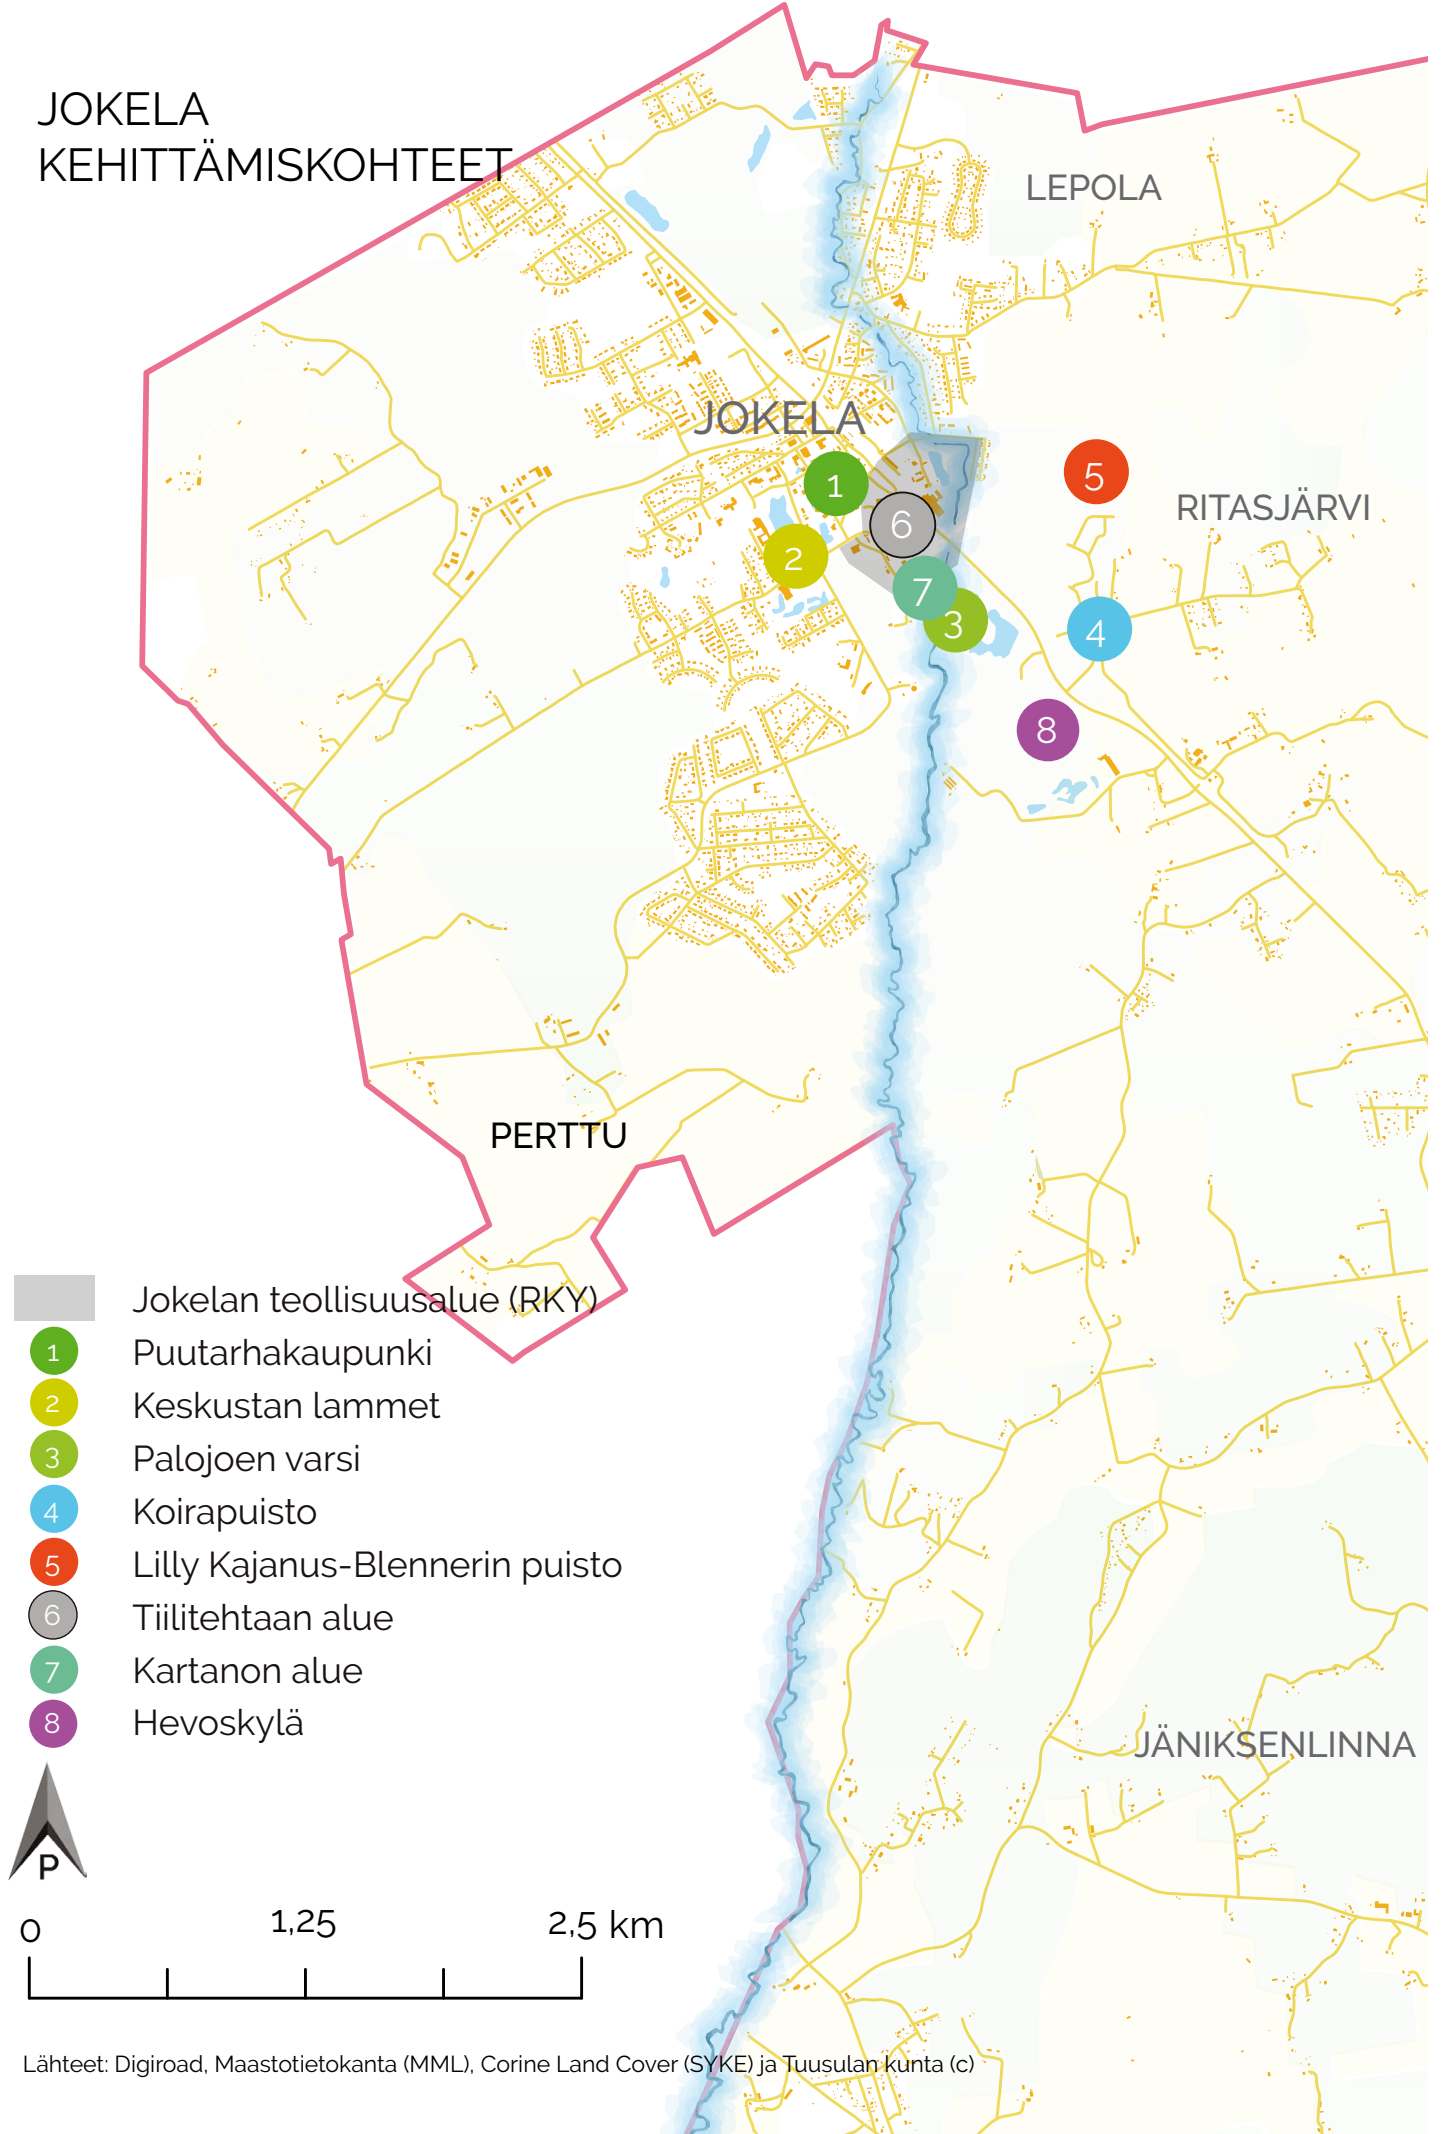 JOKELA
KEHITTÄMISKOHTEET
LEPOLA
JOKELA
RITASJÄRVI
1
2
3
4
5
6
7
8
PERTTU
JÄNIKSENLINNA
Jokelan teollisuusalue (RKY)
1 Puutarhakaupunki
2 Keskustan lammet
3 Palojoen varsi
4 Koirapuisto
5 Lilly Kajanus-Blennerin puisto
6 Tiilitehtaan alue
7 Kartanon alue
8 Hevoskylä
P
0 1,25 2,5 km
Lähteet: Digiroad, Maastotietokanta (MML), Corine Land Cover (SYKE) ja Tuusulan kunta (c)